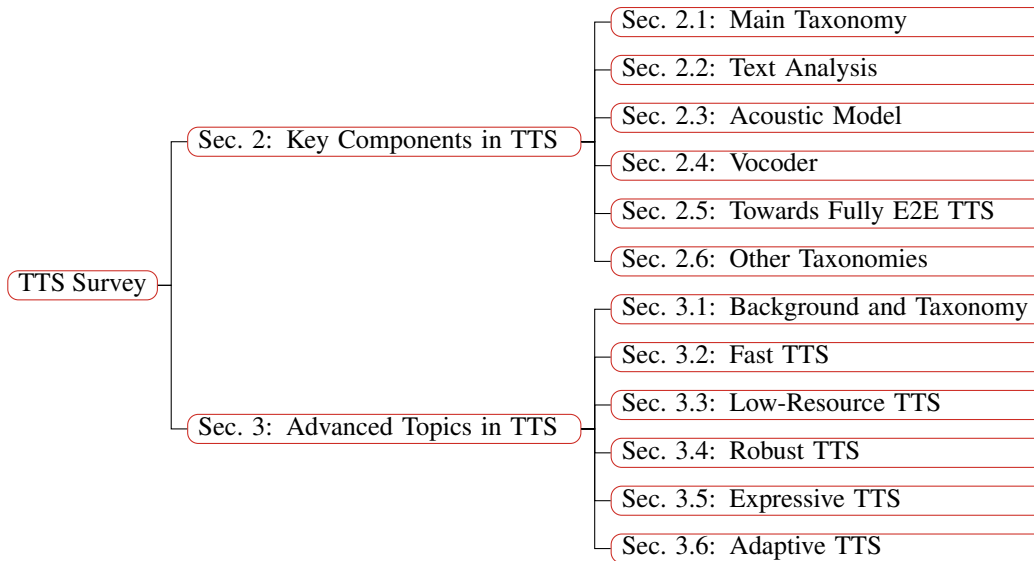 TTS Survey
Sec. 2: Key Components in TTS
Sec. 2.1: Main Taxonomy
Sec. 2.2: Text Analysis
Sec. 2.3: Acoustic Model
Sec. 2.4: Vocoder
Sec. 2.5: Towards Fully E2E TTS
Sec. 2.6: Other Taxonomies
Sec. 3: Advanced Topics in TTS
Sec. 3.1: Background and Taxonomy
Sec. 3.2: Fast TTS
Sec. 3.3: Low-Resource TTS
Sec. 3.4: Robust TTS
Sec. 3.5: Expressive TTS
Sec. 3.6: Adaptive TTS